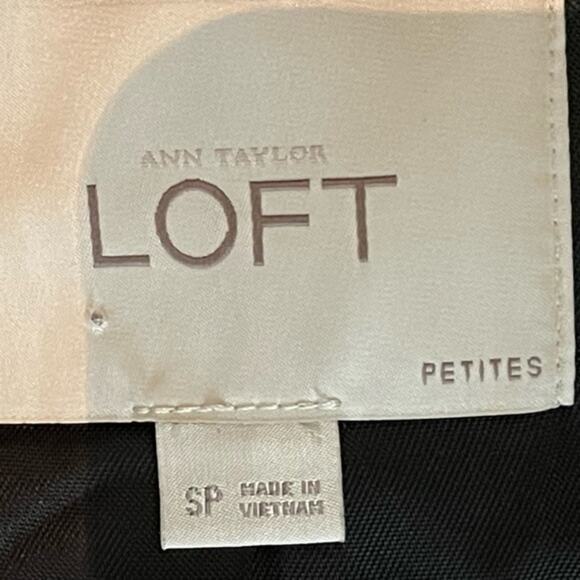 ANN TAYLOR
LOFT
PETITES
SP MADE IN
VIETNAM